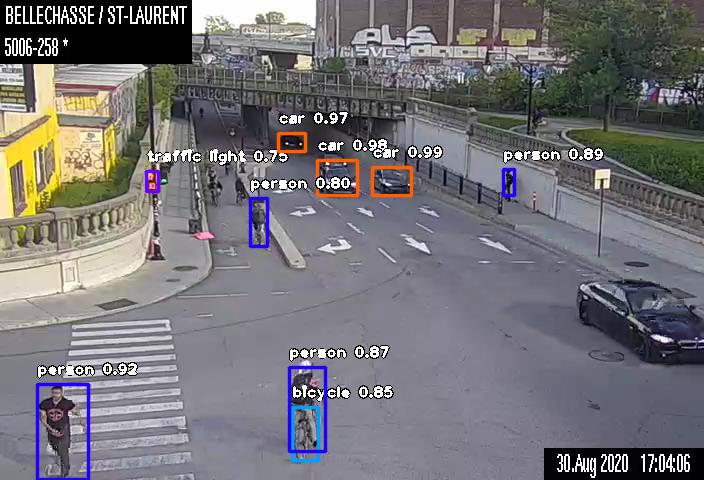 BELLECHASSE / ST-LAURENT
5006-258 *
car 0.97
car 0.98
car 0.99
traffic light 0.75
person 0.89
person 0.80
person 0.87
person 0.92
bicycle 0.85
30.Aug 2020 17:04:06